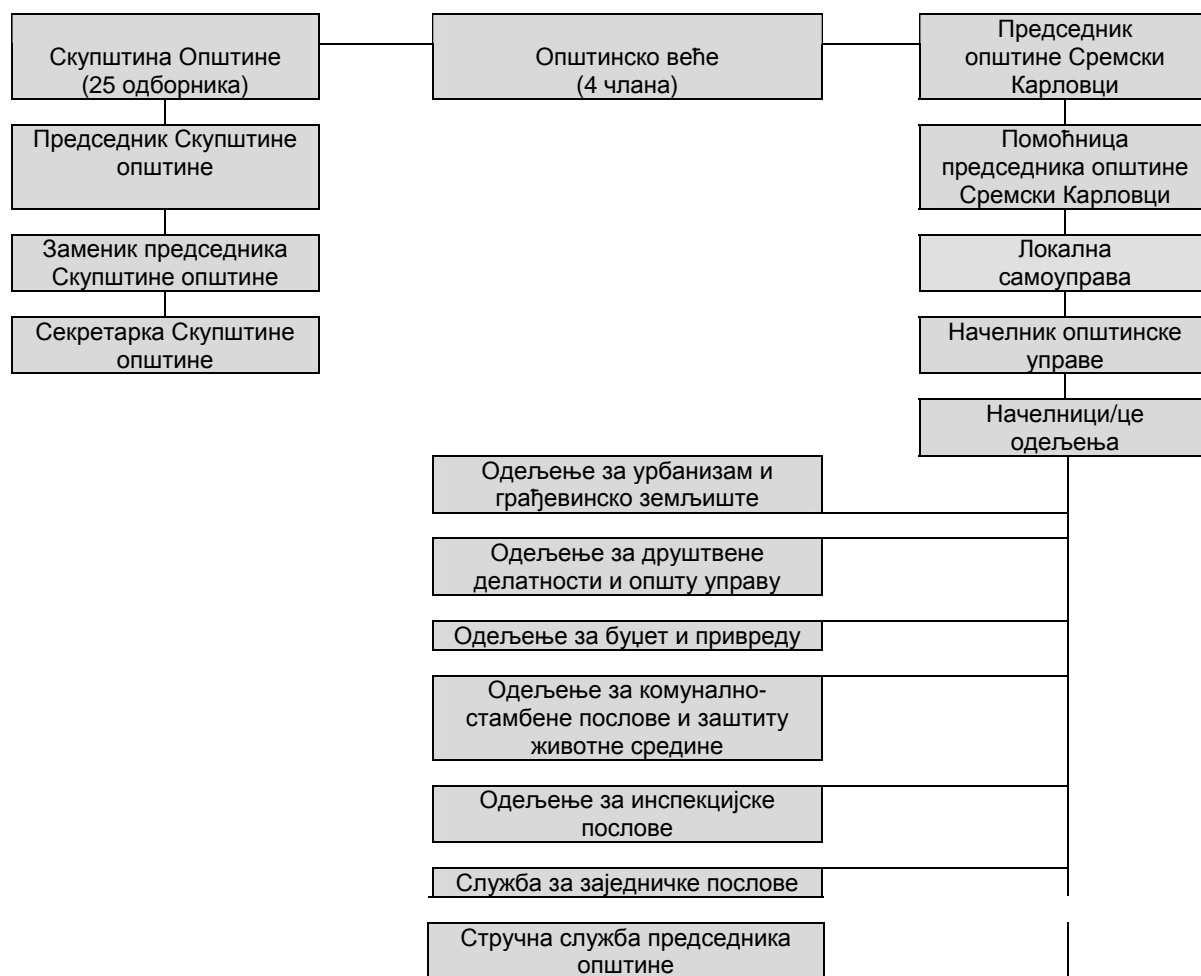 Скупштина Општине
(25 одборника)
Општинско веће
(4 члана)
Председник
општине Сремски
Карловци
Председник Скупштине
општине
Помоћница
председника општине
Сремски Карловци
Заменик председника
Скупштине општине
Локална
самоуправа
Секретарка Скупштине
општине
Начелник општинске
управе
Начелници/це
одељења
Одељење за урбанизам и
грађевинско земљиште
Одељење за друштвене
делатности и општу управу
Одељење за буџет и привреду
Одељење за комунално-
стамбене послове и заштиту
животне средине
Одељење за инспекцијске
послове
Служба за заједничке послове
Стручна служба председника
општине